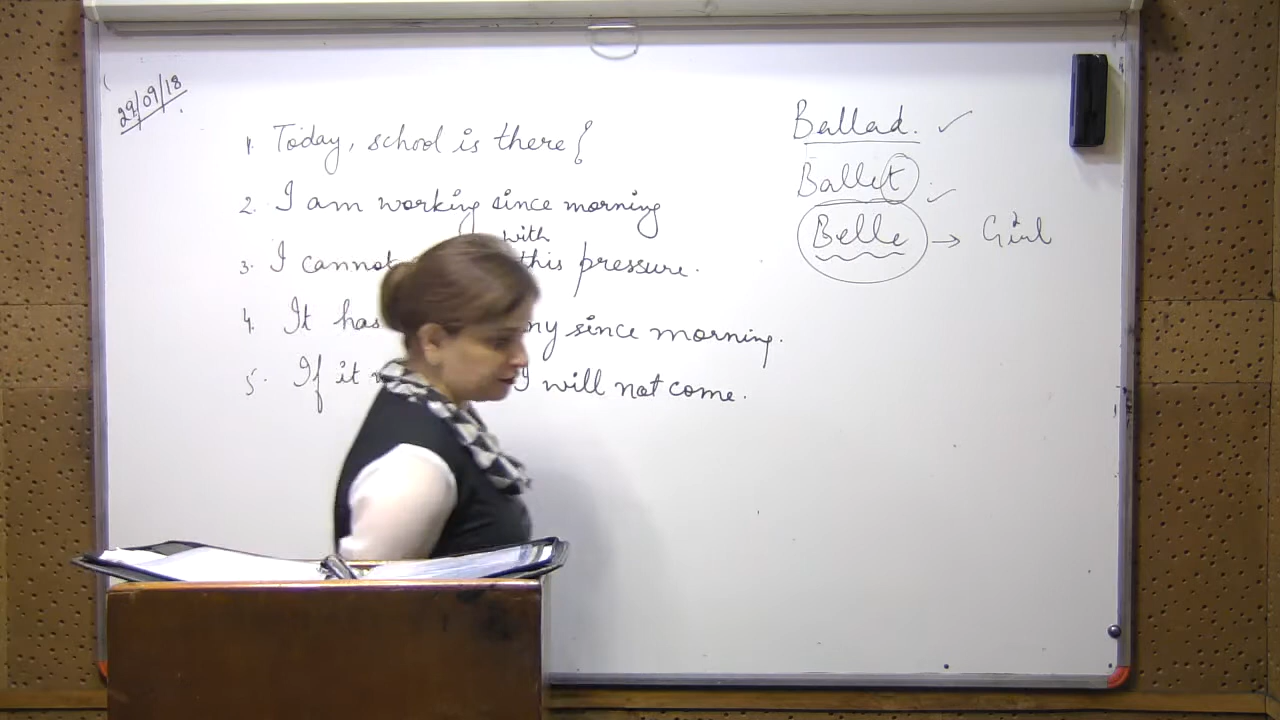 29/09/18
1. Today, school is there
2. I am working since morning
with
3. I cannot this pressure.
4. It has since morning.
5. If it I will not come.
Ballad. ✓
Ballet ✓
Belle → Girl